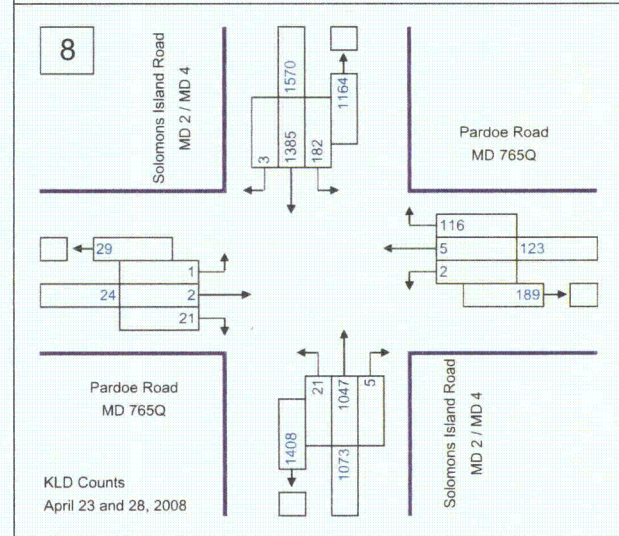 8
Solomons Island Road
MD 2 / MD 4
1570
1164
3
1385
182
Pardoe Road
MD 765Q
29
1
24
2
21
116
5
123
2
189
21
1047
5
1408
1073
Pardoe Road
MD 765Q
Solomons Island Road
MD 2 / MD 4
KLD Counts
April 23 and 28, 2008